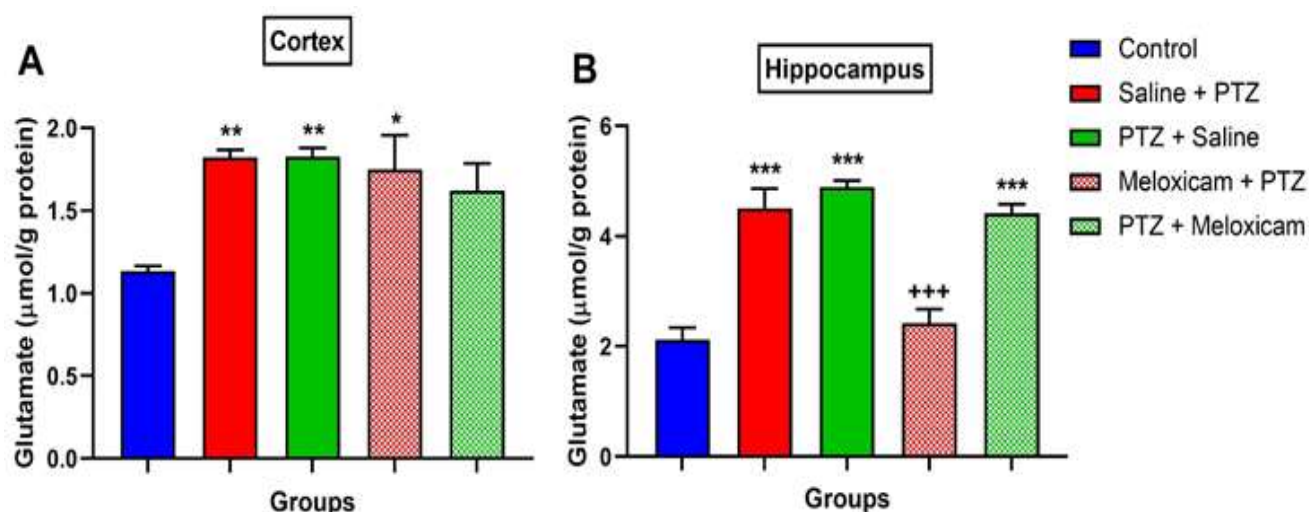 A
Cortex
Glutamate (μmol/g protein)
2.0
1.5
1.0
0.5
0.0
**
**
*
Groups
B
Hippocampus
Glutamate (μmol/g protein)
6
4
2
0
***
***
+++
***
Groups
Control
Saline + PTZ
PTZ + Saline
Meloxicam + PTZ
PTZ + Meloxicam